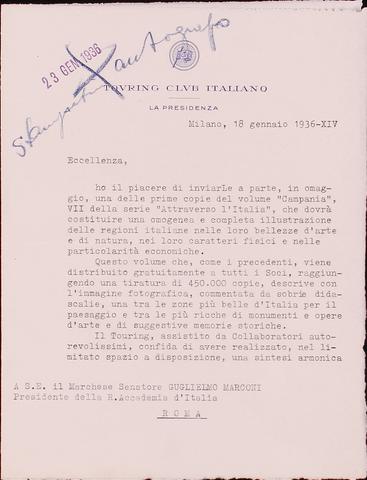 23 GEN 1936
Stampati autografo
TOVRING CLVB ITALIANO
LA PRESIDENZA
Milano, 18 gennaio 1936-XIV
Eccellenza,
ho il piacere di inviarLe a parte, in omag-
gio, una delle prime copie del volume "Campania",
VII della serie "Attraverso l'Italia", che dovrà
costituire una omogenea e completa illustrazione
delle regioni italiane nelle loro bellezze d'arte
e di natura, nei loro caratteri fisici e nelle
particolarità economiche.
Questo volume che, come i precedenti, viene
distribuito gratuitamente a tutti i Soci, raggiun-
gendo una tiratura di 450.000 copie, descrive con
l'immagine fotografica, commentata da sobrie dida-
scalie, una tra le zone più belle d'Italia per il
paesaggio e tra le più ricche di monumenti e opere
d'arte e di suggestive memorie storiche.
Il Touring, assistito da Collaboratori auto-
revolissimi, confida di avere realizzato, nel li-
mitato spazio a disposizione, una sintesi armonica
A S.E. il Marchese Senatore GUGLIELMO MARCONI
Presidente della R.Accademia d'Italia
ROMA